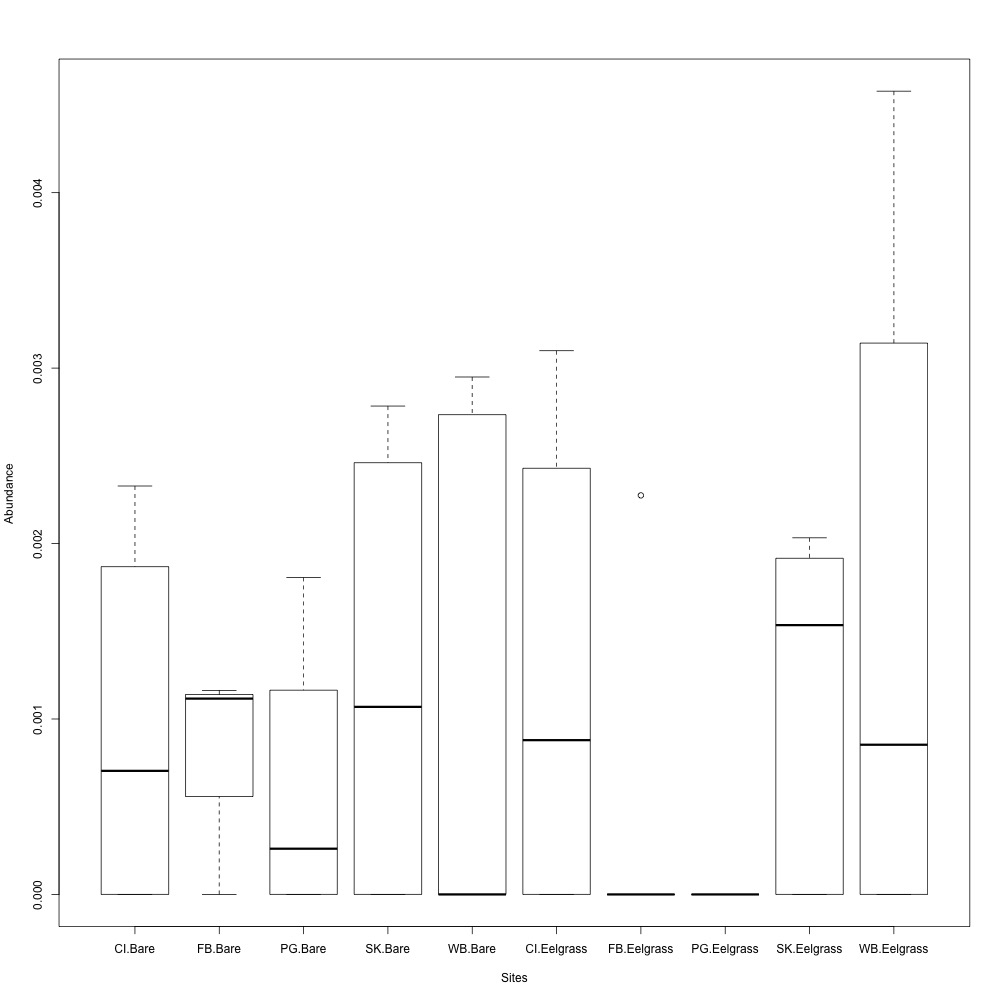 Abundance
0.004
0.003
0.002
0.001
0.000
CI.Bare FB.Bare PG.Bare SK.Bare WB.Bare CI.Eelgrass FB.Eelgrass PG.Eelgrass SK.Eelgrass WB.Eelgrass
Sites